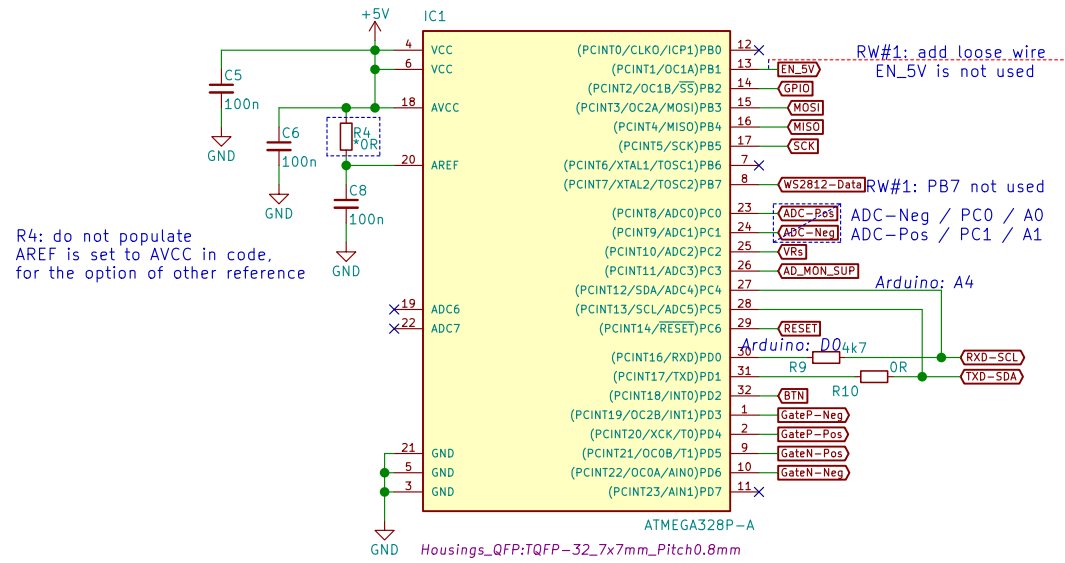 +5V
IC1
4
VCC
6
VCC
18
AVCC
20
AREF
C5
100n
GND
C6
100n
GND
R4
*0R
C8
100n
GND
R4: do not populate
AREF is set to AVCC in code,
for the option of other reference
19
ADC6
22
ADC7
21
GND
5
GND
3
GND
GND
(PCINT0/CLKO/ICP1)PB0
12
(PCINT1/OC1A)PB1
13
EN_5V
(PCINT2/OC1B/SS)PB2
14
GPIO
(PCINT3/OC2A/MOSI)PB3
15
MOSI
(PCINT4/MISO)PB4
16
MISO
(PCINT5/SCK)PB5
17
SCK
(PCINT6/XTAL1/TOSC1)PB6
7
(PCINT7/XTAL2/TOSC2)PB7
8
WS2812-Data
RW#1: add loose wire
EN_5V is not used
RW#1: PB7 not used
(PCINT8/ADC0)PC0
23
ADC-Pos
ADC-Neg / PC0 / A0
(PCINT9/ADC1)PC1
24
ADC-Neg
ADC-Pos / PC1 / A1
(PCINT10/ADC2)PC2
25
VRs
(PCINT11/ADC3)PC3
26
AD_MON_SUP
(PCINT12/SDA/ADC4)PC4
27
Arduino: A4
(PCINT13/SCL/ADC5)PC5
28
(PCINT14/RESET)PC6
29
RESET
Arduino: D0
(PCINT16/RXD)PD0
30
R9
4k7
RXD-SCL
(PCINT17/TXD)PD1
31
R10
0R
TXD-SDA
(PCINT18/INT0)PD2
32
BTN
(PCINT19/OC2B/INT1)PD3
1
GateP-Neg
(PCINT20/XCK/T0)PD4
2
GateP-Pos
(PCINT21/OC0B/T1)PD5
9
GateN-Pos
(PCINT22/OC0A/AIN0)PD6
10
GateN-Neg
(PCINT23/AIN1)PD7
11
ATMEGA328P-A
Housings_QFP:TQFP-32_7x7mm_Pitch0.8mm